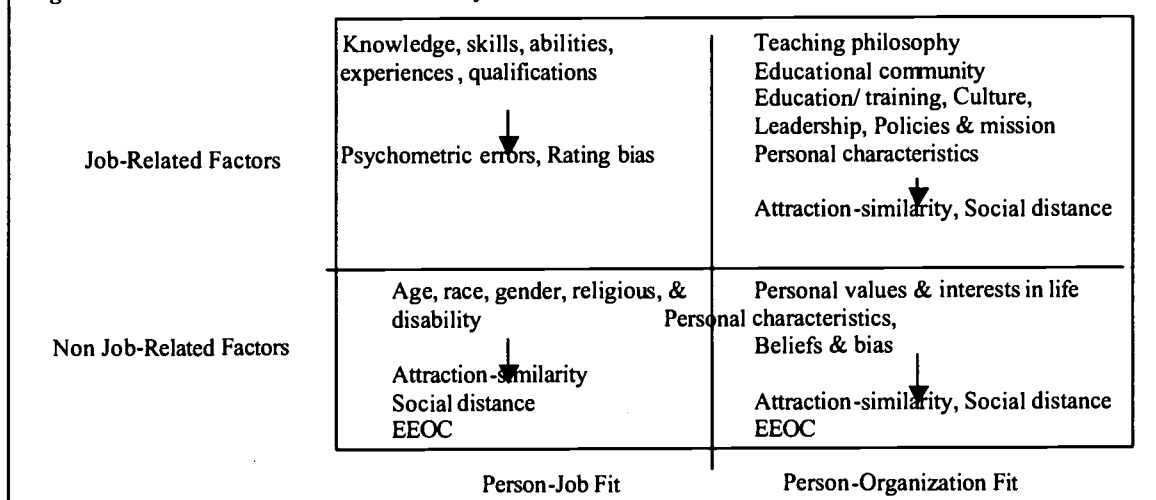 Job-Related Factors
Knowledge, skills, abilities,
experiences, qualifications
Psychometric errors, Rating bias
Teaching philosophy
Educational community
Education/ training, Culture,
Leadership, Policies & mission
Personal characteristics
Attraction-similarity, Social distance
Non Job-Related Factors
Age, race, gender, religious, &
disability
Attraction-similarity
Social distance
EEOC
Personal values & interests in life
Personal characteristics,
Beliefs & bias
Attraction-similarity, Social distance
EEOC
Person-Job Fit
Person-Organization Fit